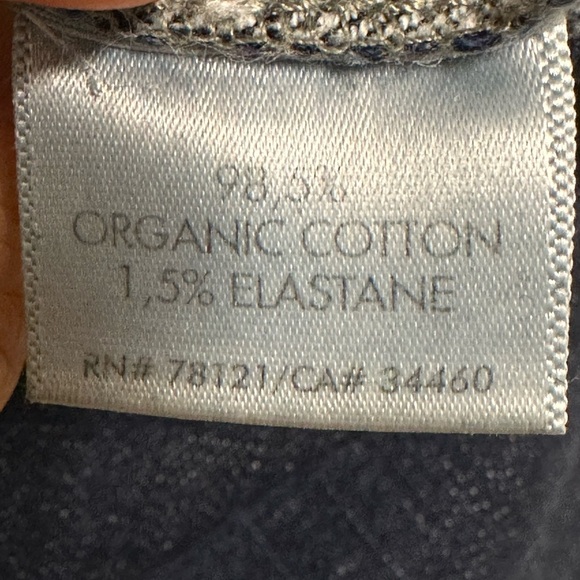 98,5%
ORGANIC COTTON
1,5% ELASTANE
RN# 78121/CA# 34460